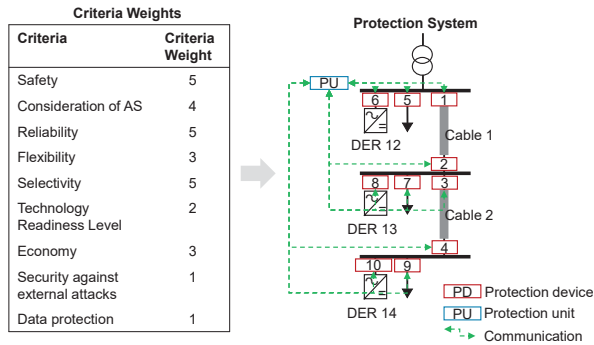 Criteria Weights
Criteria Criteria
Weight
Safety 5
Consideration of AS 4
Reliability 5
Flexibility 3
Selectivity 5
Technology
Readiness Level 2
Economy 3
Security against
external attacks 1
Data protection 1
Protection System
PU
6 5 1
DER 12
Cable 1
2
8 7 3
DER 13
Cable 2
4
10 9
DER 14
PD Protection device
PU Protection unit
Communication